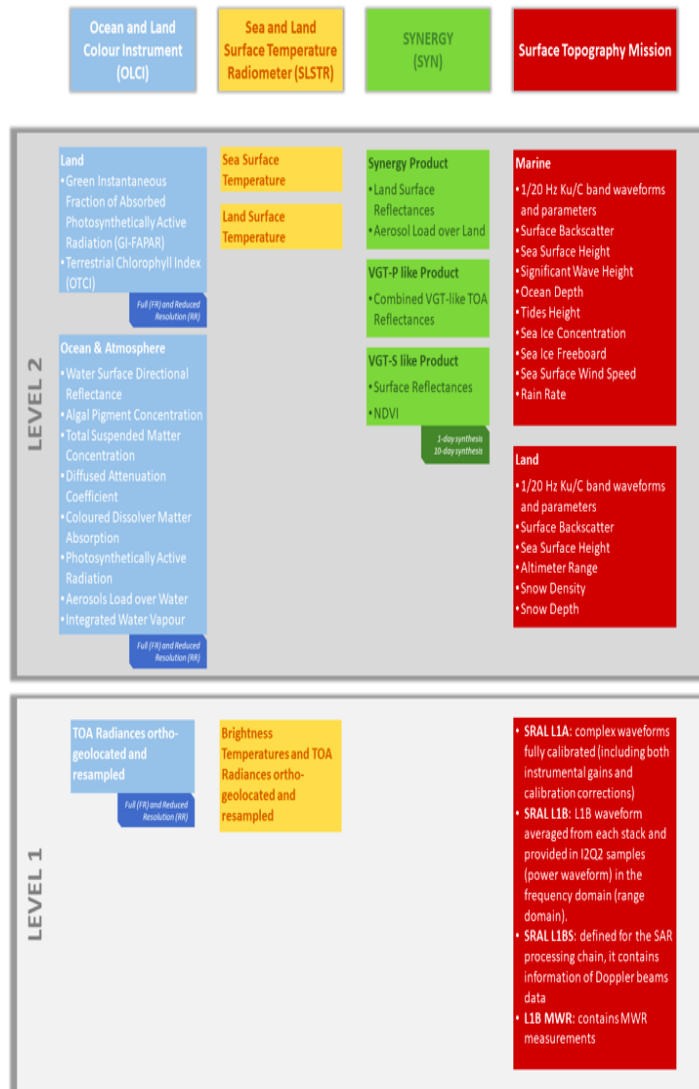 Ocean and Land
Colour Instrument
(OLCI)
Sea and Land
Surface Temperature
Radiometer (SLSTR)
SYNERGY
(SYN)
Surface Topography Mission
LEVEL 2
Land
• Green Instantaneous
Fraction of Absorbed
Photosynthetically Active
Radiation (GI-FAPAR)
• Terrestrial Chlorophyll Index
(OTCI)
Full (FR) and Reduced
Resolution (RR)
Ocean & Atmosphere
• Water Surface Directional
Reflectance
• Algal Pigment Concentration
• Total Suspended Matter
Concentration
• Diffused Attenuation
Coefficient
• Coloured Dissolver Matter
Absorption
• Photosynthetically Active
Radiation
• Aerosols Load over Water
• Integrated Water Vapour
Full (FR) and Reduced
Resolution (RR)
Sea Surface
Temperature
Land Surface
Temperature
Synergy Product
• Land Surface
Reflectances
• Aerosol Load over Land
VGT-P like Product
• Combined VGT-like TOA
Reflectances
VGT-S like Product
• Surface Reflectances
• NDVI
1-day synthesis
10-day synthesis
Marine
• 1/20 Hz Ku/C band waveforms
and parameters
• Surface Backscatter
• Sea Surface Height
• Significant Wave Height
• Ocean Depth
• Tides Height
• Sea Ice Concentration
• Sea Ice Freeboard
• Sea Surface Wind Speed
• Rain Rate
Land
• 1/20 Hz Ku/C band waveforms
and parameters
• Surface Backscatter
• Sea Surface Height
• Altimeter Range
• Snow Density
• Snow Depth
LEVEL 1
TOA Radiances ortho-
geolocated and
resampled
Full (FR) and Reduced
Resolution (RR)
Brightness
Temperatures and TOA
Radiances ortho-
geolocated and
resampled
• SRAL L1A: complex waveforms
fully calibrated (including both
instrumental gains and
calibration corrections)
• SRAL L1B: L1B waveform
averaged from each stack and
provided in I2Q2 samples
(power waveform) in the
frequency domain (range
domain).
• SRAL L1BS: defined for the SAR
processing chain, it contains
information of Doppler beams
data
• L1B MWR: contains MWR
measurements